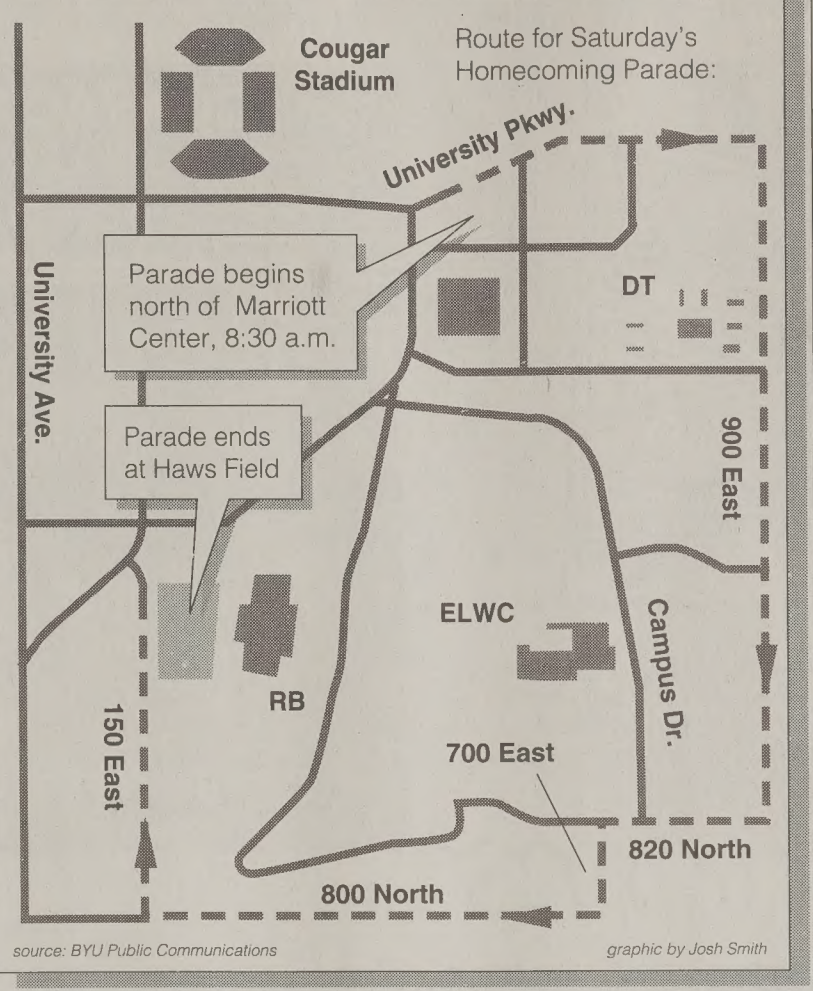 Route for Saturday's
Homecoming Parade:
Cougar
Stadium
University Pkwy.
Parade begins
north of Marriott
Center, 8:30 a.m.
DT
University Ave.
Parade ends
at Haws Field
900 East
ELWC
Campus Dr.
RB
150 East
700 East
820 North
800 North
source: BYU Public Communications
graphic by Josh Smith